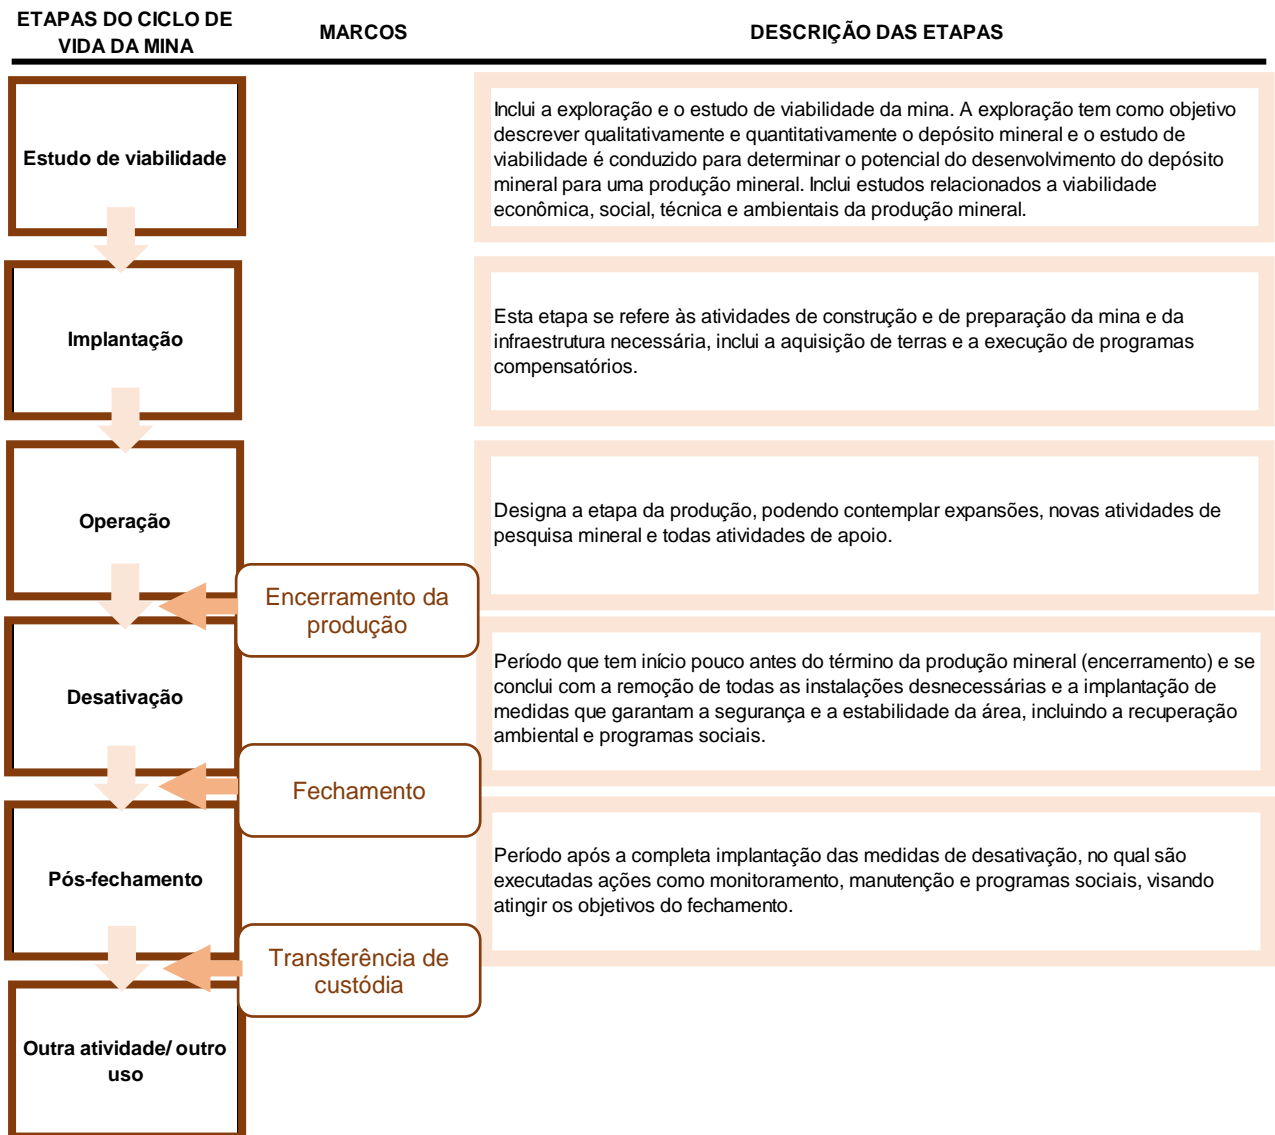 ETAPAS DO CICLO DE
VIDA DA MINA
MARCOS
DESCRIÇÃO DAS ETAPAS
Estudo de viabilidade
Inclui a exploração e o estudo de viabilidade da mina. A exploração tem como objetivo
descrever qualitativamente e quantitativamente o depósito mineral e o estudo de
viabilidade é conduzido para determinar o potencial do desenvolvimento do depósito
mineral para uma produção mineral. Inclui estudos relacionados a viabilidade
econômica, social, técnica e ambientais da produção mineral.
Implantação
Esta etapa se refere às atividades de construção e de preparação da mina e da
infraestrutura necessária, inclui a aquisição de terras e a execução de programas
compensatórios.
Operação
Designa a etapa da produção, podendo contemplar expansões, novas atividades de
pesquisa mineral e todas atividades de apoio.
Encerramento da
produção
Desativação
Período que tem início pouco antes do término da produção mineral (encerramento) e se
conclui com a remoção de todas as instalações desnecessárias e a implantação de
medidas que garantam a segurança e a estabilidade da área, incluindo a recuperação
ambiental e programas sociais.
Fechamento
Pós-fechamento
Período após a completa implantação das medidas de desativação, no qual são
executadas ações como monitoramento, manutenção e programas sociais, visando
atingir os objetivos do fechamento.
Transferência de
custódia
Outra atividade/ outro
uso